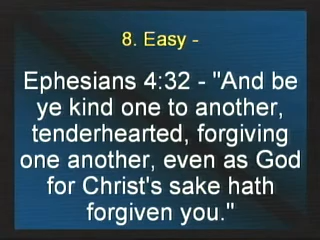 8. Easy -
Ephesians 4:32 - "And be
ye kind one to another,
tenderhearted, forgiving
one another, even as God
for Christ's sake hath
forgiven you."